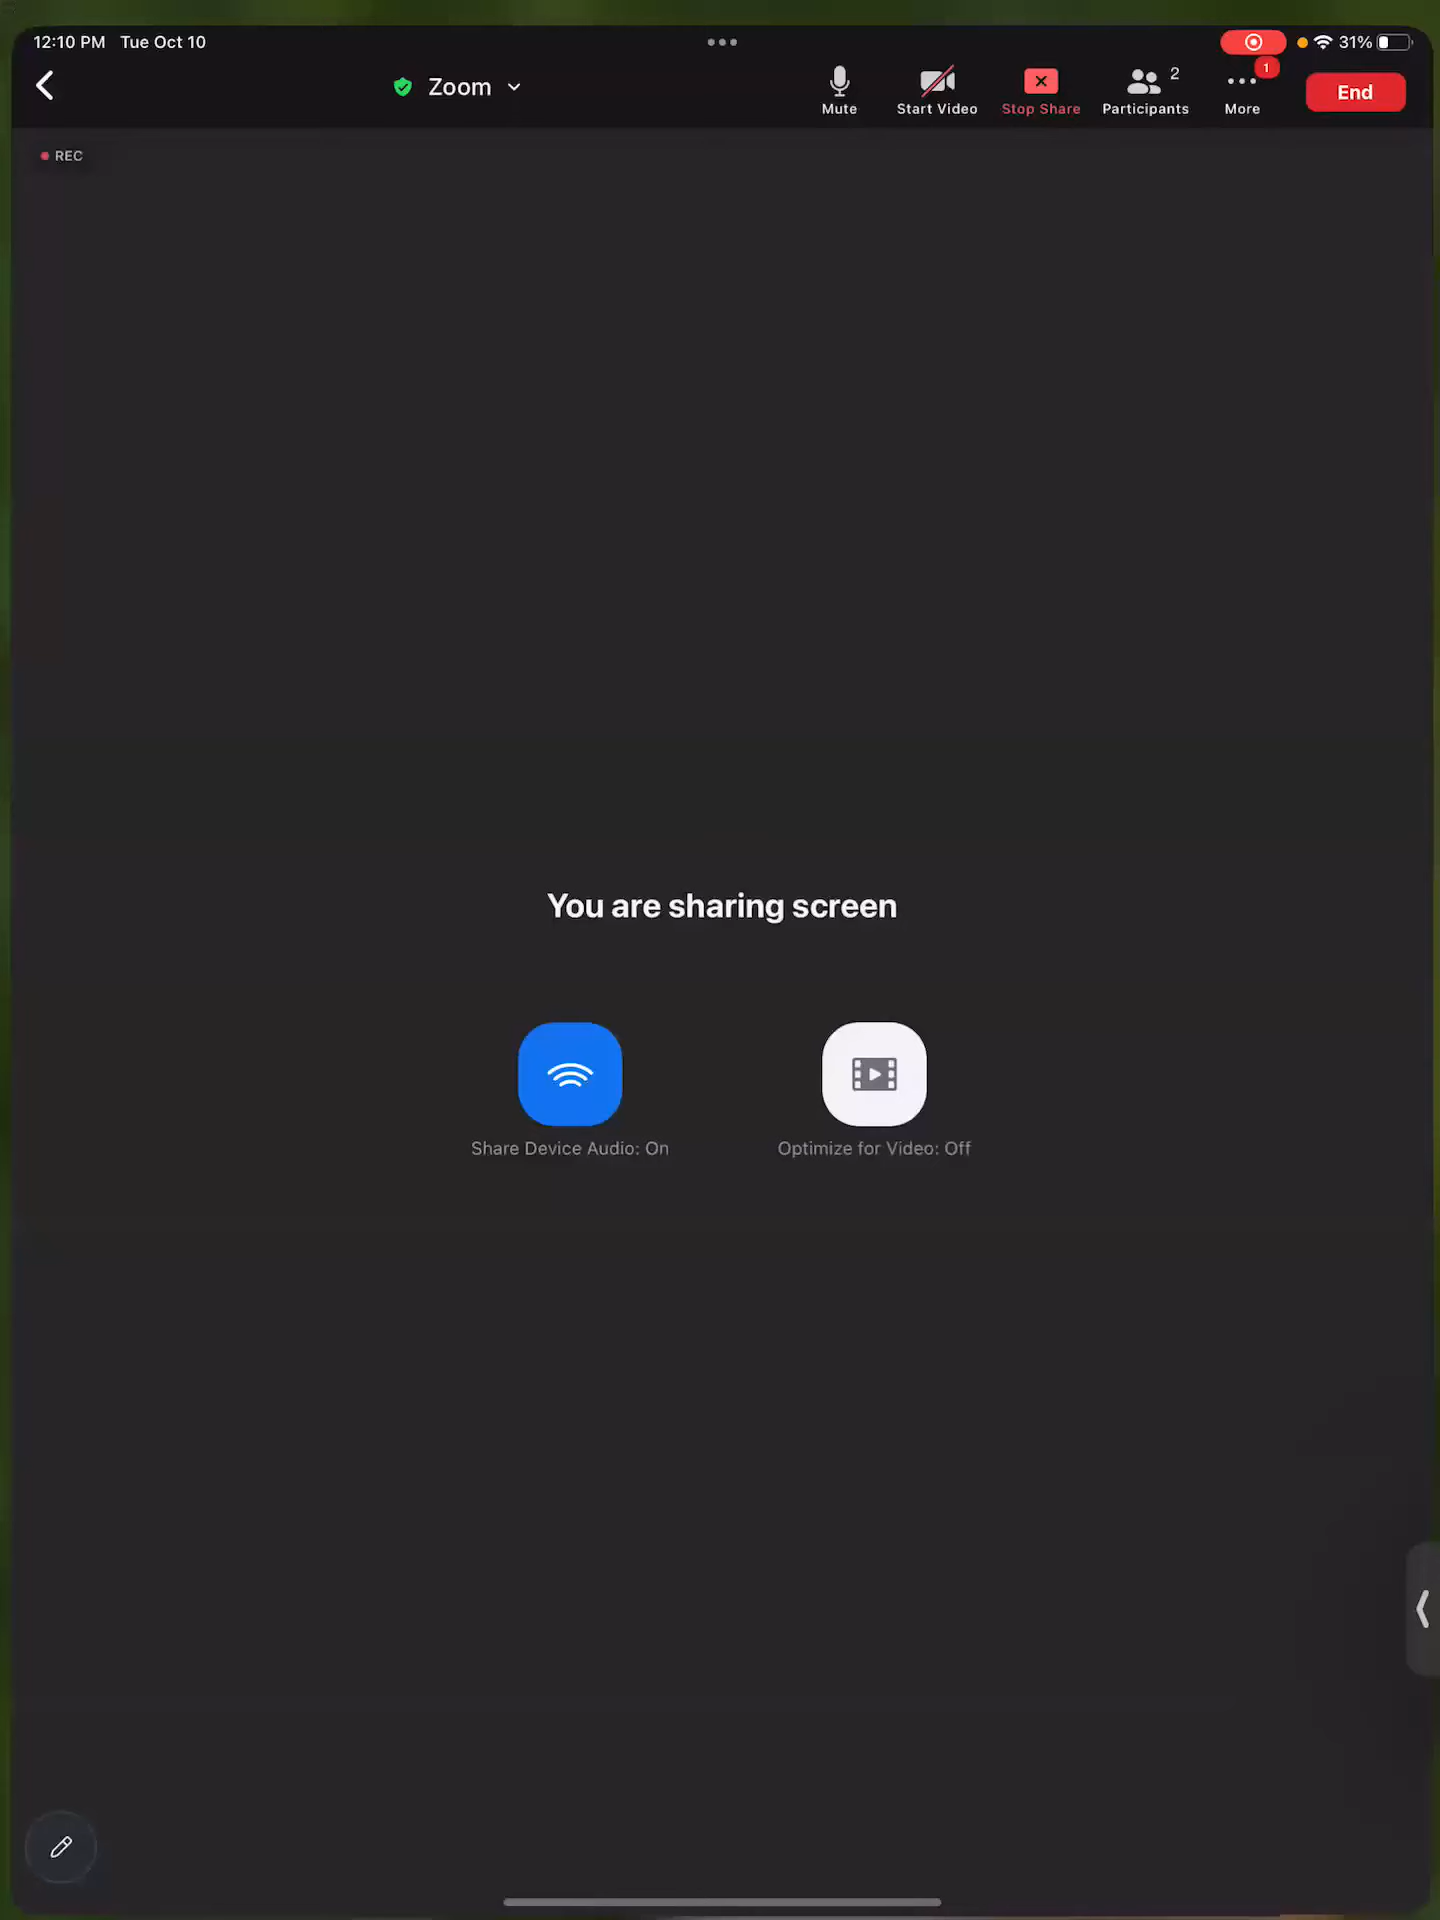 12:10 PM Tue Oct 10
31%
Zoom
Mute
Start Video
Stop Share
Participants
2
More
1
End
REC
You are sharing screen
Share Device Audio: On
Optimize for Video: Off